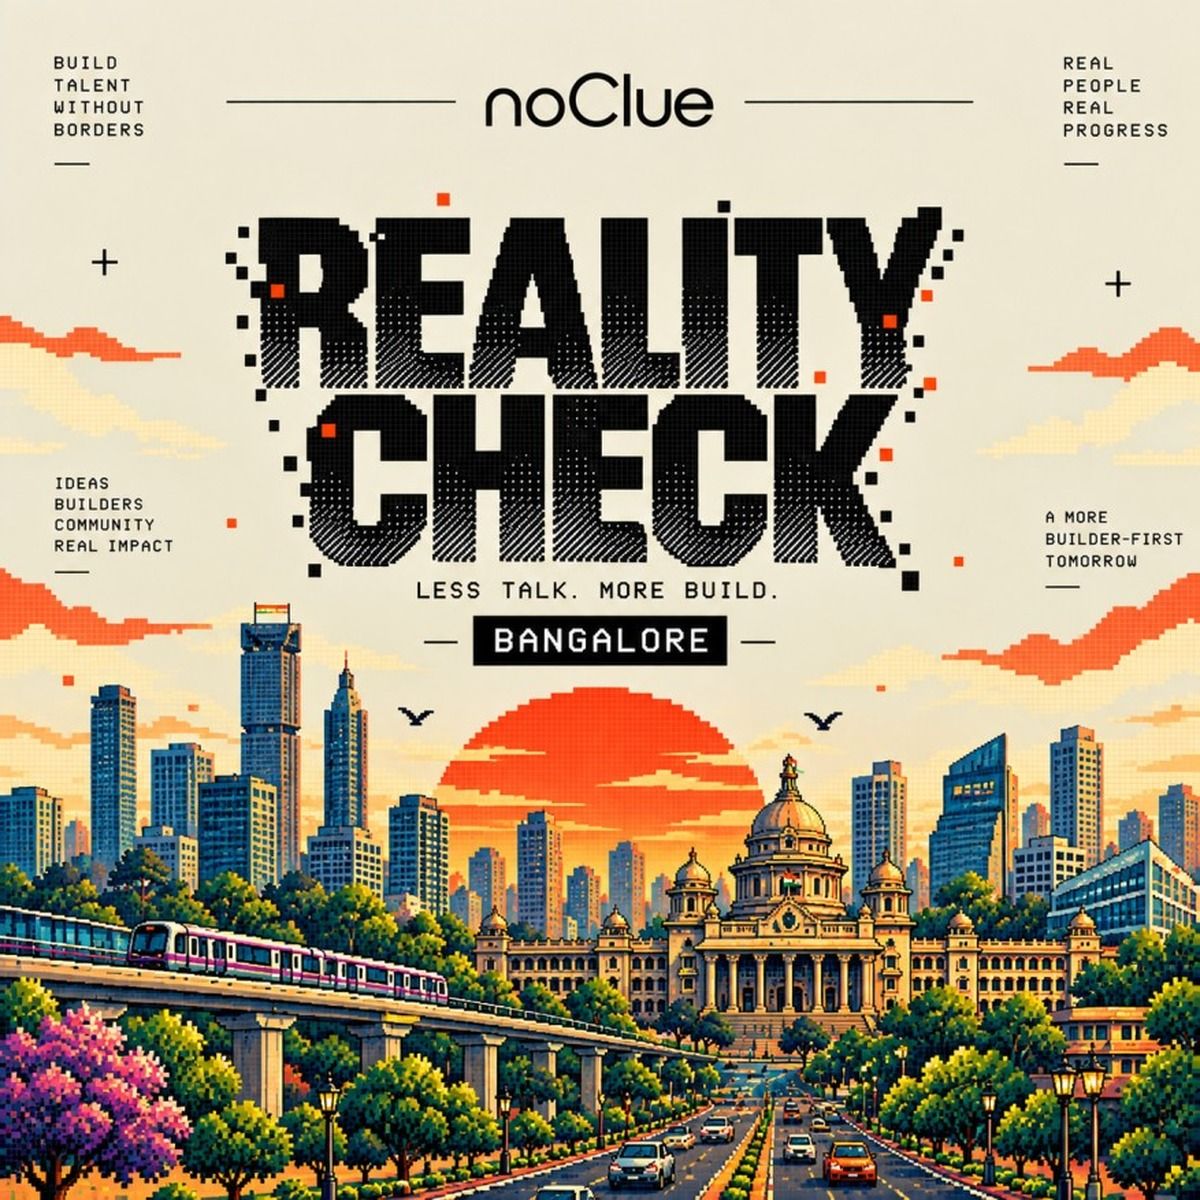 BUILD
TALENT
WITHOUT
BORDERS
noClue
REAL
PEOPLE
REAL
PROGRESS
REALITY
CHECK
IDEAS
BUILDERS
COMMUNITY
REAL IMPACT
A MORE
BUILDER-FIRST
TOMORROW
LESS TALK. MORE BUILD.
BANGALORE